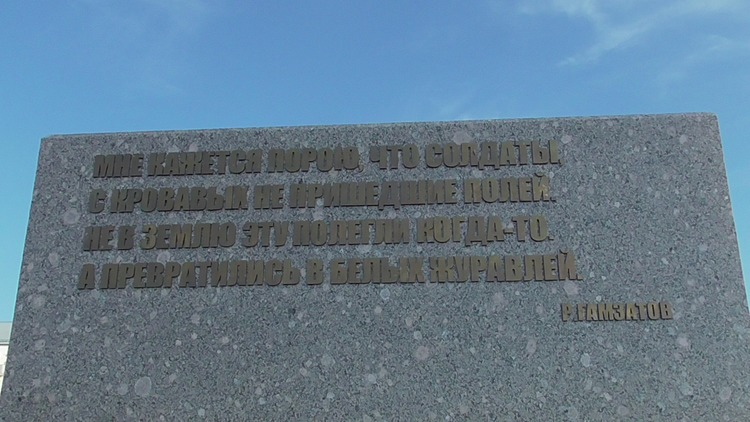 МНЕ КАЖЕТСЯ ПОРОЮ, ЧТО СОЛДАТЫ
С КРОВАВЫХ НЕ ПРИШЕДШИЕ ПОЛЕЙ.
НЕ В ЗЕМЛЮ ЭТУ ПОЛЕГЛИ КОГДА-ТО.
А ПРЕВРАТИЛИСЬ В БЕЛЫХ ЖУРАВЛЕЙ.
Р.ГАМЗАТОВ